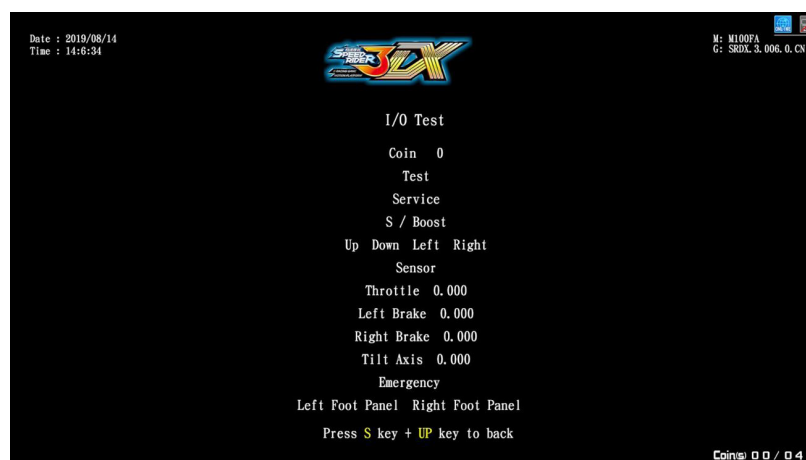 Date : 2019/08/14
Time : 14:6:34
M: M100FA
G: SRDX.3.006.0.CN
SPEED
RIDER 3 DX
I/O Test
Coin 0
Test
Service
S / Boost
Up Down Left Right
Sensor
Throttle 0.000
Left Brake 0.000
Right Brake 0.000
Tilt Axis 0.000
Emergency
Left Foot Panel Right Foot Panel
Press S key + UP key to back
Coin(s) 00/04